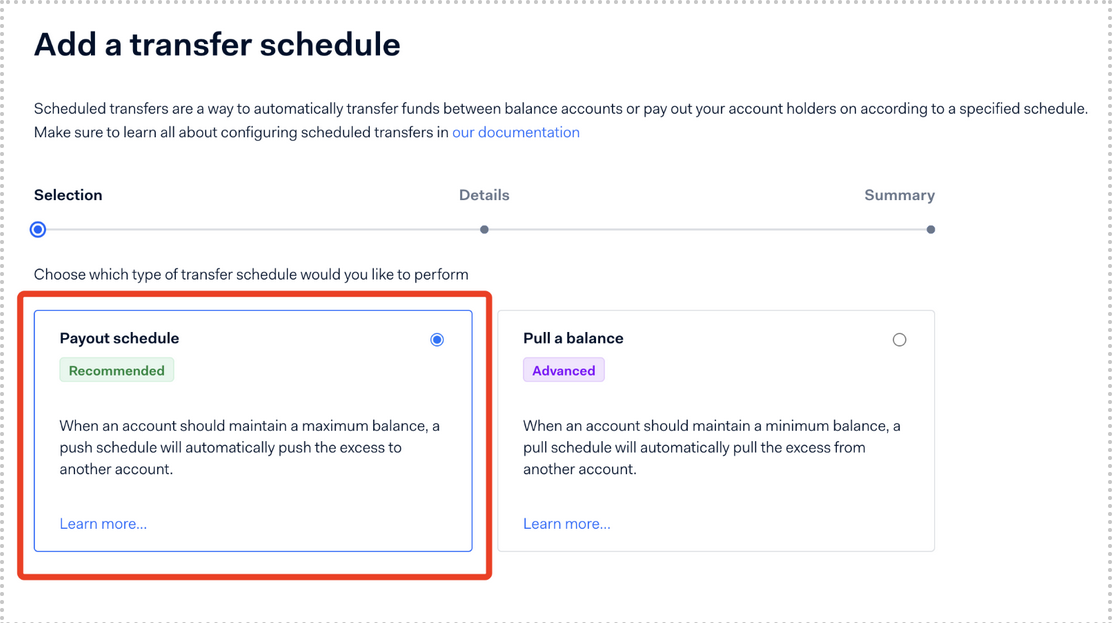 Add a transfer schedule
Scheduled transfers are a way to automatically transfer funds between balance accounts or pay out your account holders on according to a specified schedule.
Make sure to learn all about configuring scheduled transfers in our documentation
Selection
Details
Summary
Choose which type of transfer schedule would you like to perform
Payout schedule
Recommended
When an account should maintain a maximum balance, a
push schedule will automatically push the excess to
another account.
Learn more...
Pull a balance
Advanced
When an account should maintain a minimum balance, a
pull schedule will automatically pull the excess from
another account.
Learn more...